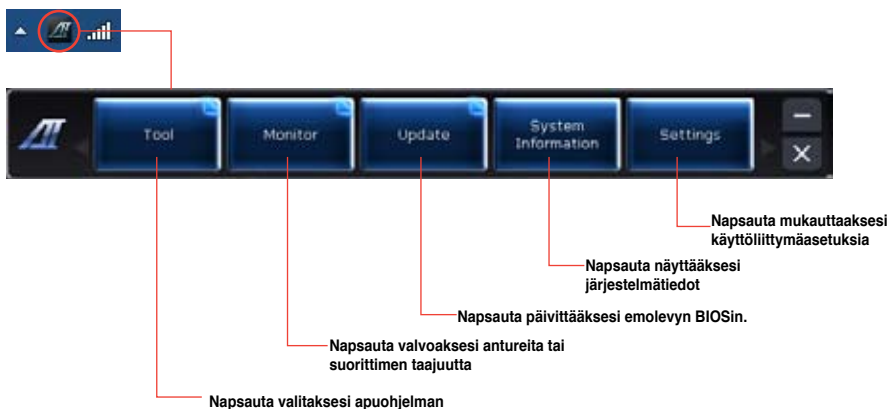 Tool
Monitor
Update
System
Information
Settings
Napsauta mukauttaaksesi
käyttöliittymäasetuksia
Napsauta näyttääksesi
järjestelmätiedot
Napsauta päivittääksesi emolevyn BIOSin.
Napsauta valvoaksesi antureita tai
suorittimen taajuutta
Napsauta valitaksesi apuohjelman